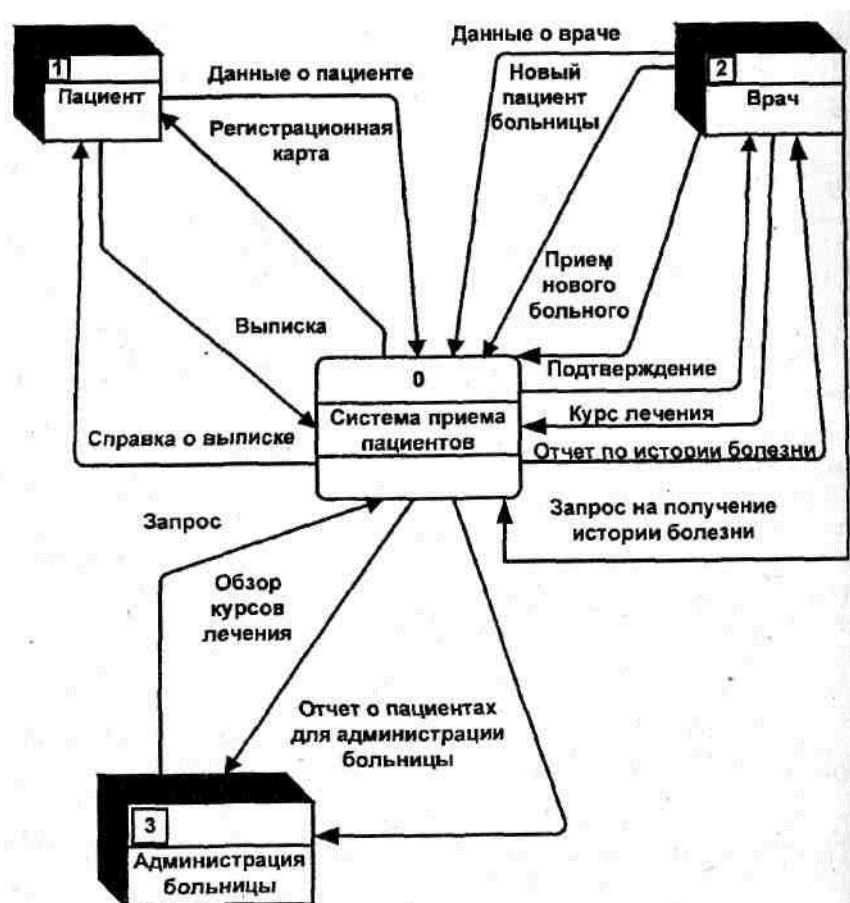 1
Пациент
Данные о пациенте
Регистрационная
карта
Выписка
Справка о выписке
Данные о враче
Новый
пациент
больницы
2
Врач
Прием
нового
больного
Подтверждение
Курс лечения
Отчет по истории болезни
Запрос на получение
истории болезни
0
Система приема
пациентов
Запрос
Обзор
курсов
лечения
Отчет о пациентах
для администрации
больницы
3
Администрация
больницы